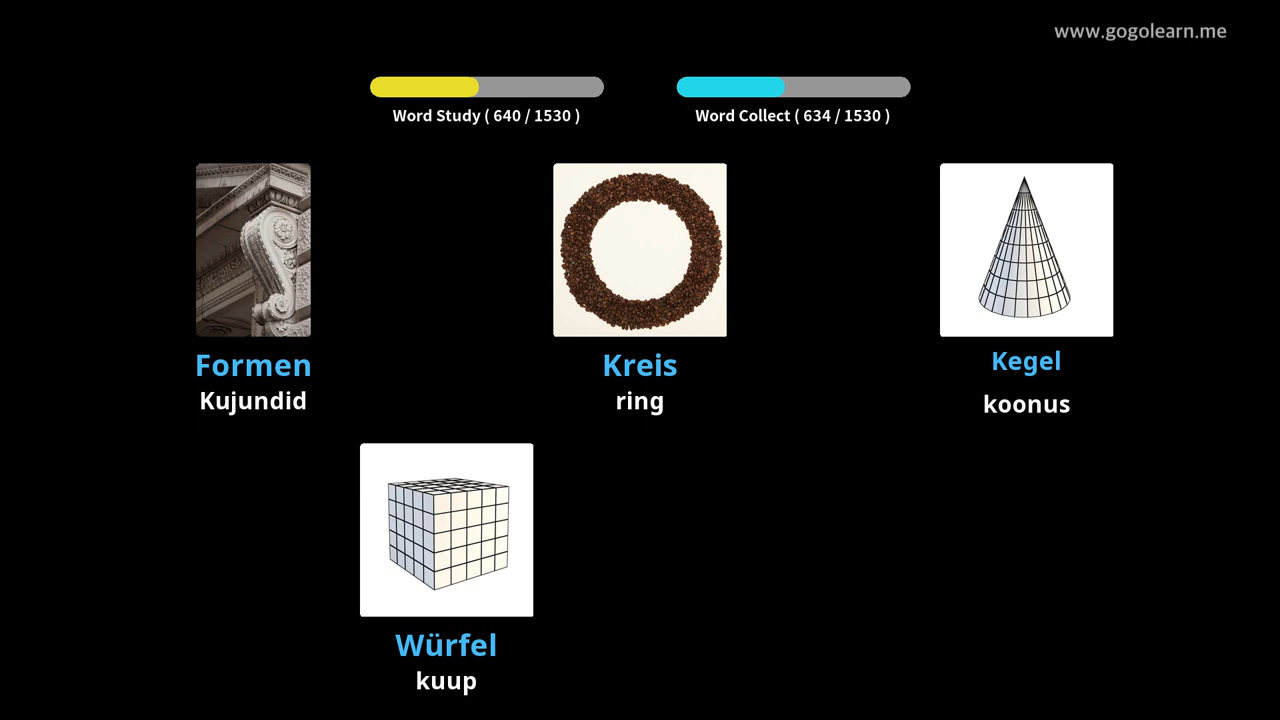 www.gogolearn.me
Word Study ( 640 / 1530 )
Word Collect ( 634 / 1530 )
Formen
Kujundid
Kreis
ring
Kegel
koonus
Würfel
kuup